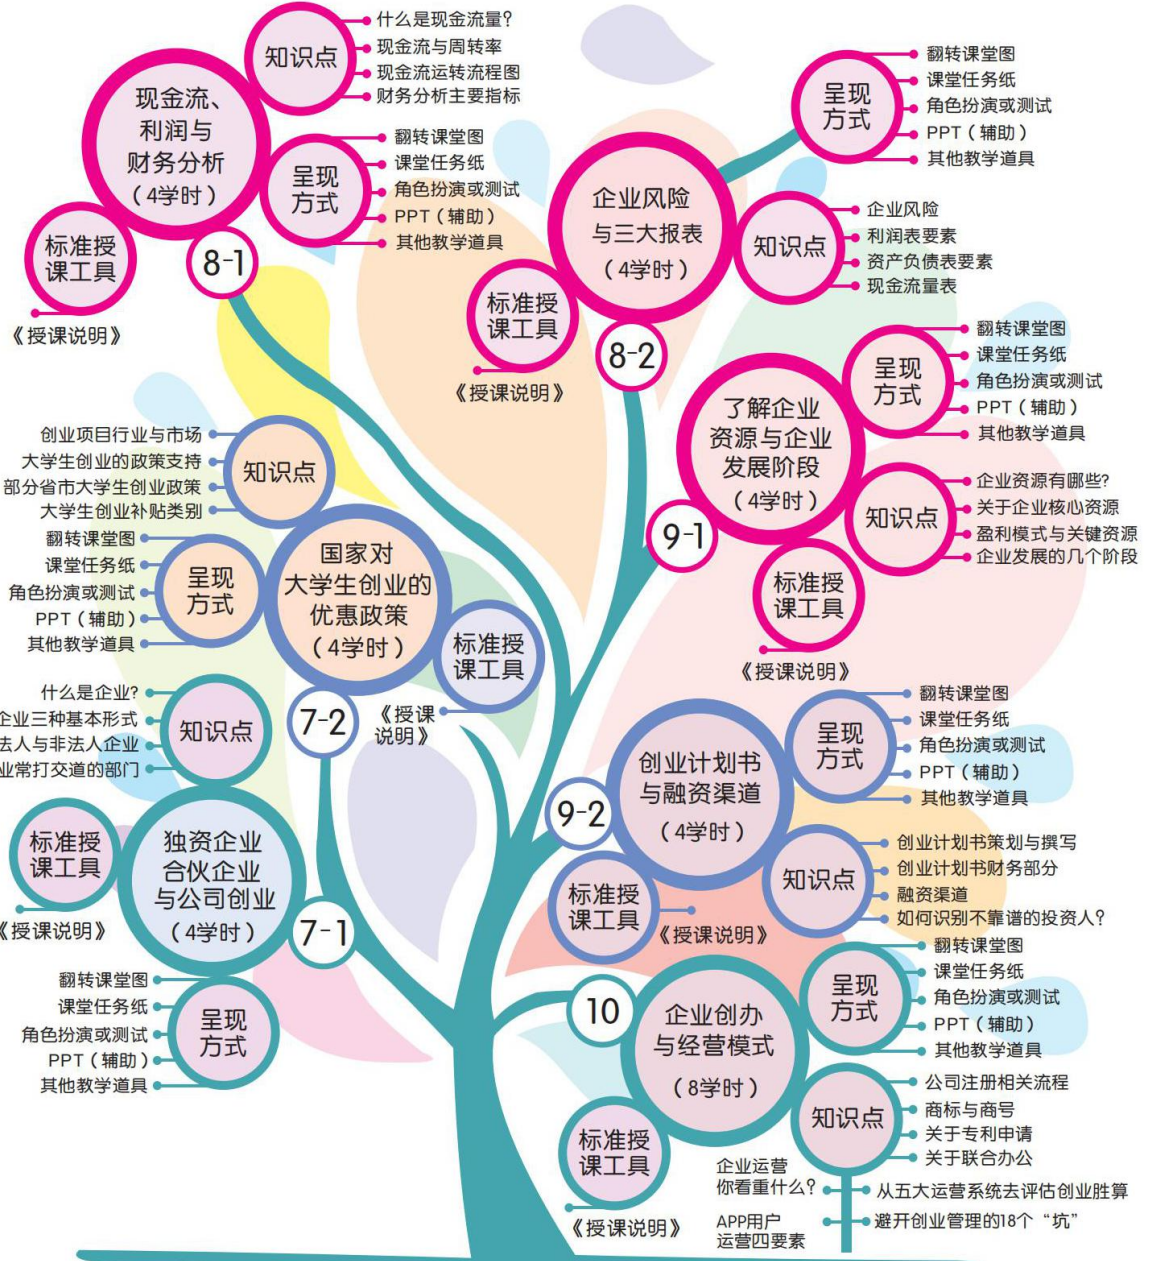 现金流、
利润与
财务分析
(4学时)
8-1
知识点
什么是现金流量?
现金流与周转率
现金流运转流程图
财务分析主要指标
呈现
方式
翻转课堂图
课堂任务纸
角色扮演或测试
PPT(辅助)
其他教学道具
标准授
课工具
《授课说明》
企业风险
与三大报表
(4学时)
8-2
呈现
方式
翻转课堂图
课堂任务纸
角色扮演或测试
PPT(辅助)
其他教学道具
知识点
企业风险
利润表要素
资产负债表要素
现金流量表
标准授
课工具
《授课说明》
了解企业
资源与企业
发展阶段
(4学时)
9-1
呈现
方式
翻转课堂图
课堂任务纸
角色扮演或测试
PPT(辅助)
其他教学道具
知识点
企业资源有哪些?
关于企业核心资源
盈利模式与关键资源
企业发展的几个阶段
标准授
课工具
《授课说明》
国家对
大学生创业的
优惠政策
(4学时)
7-2
知识点
创业项目行业与市场
大学生创业的政策支持
部分省市大学生创业政策
大学生创业补贴类别
呈现
方式
翻转课堂图
课堂任务纸
角色扮演或测试
PPT(辅助)
其他教学道具
标准授
课工具
《授课
说明》
独资企业
合伙企业
与公司创业
(4学时)
7-1
知识点
什么是企业?
企业三种基本形式
法人与非法人企业
业常打交道的部门
标准授
课工具
《授课说明》
呈现
方式
翻转课堂图
课堂任务纸
角色扮演或测试
PPT(辅助)
其他教学道具
创业计划书
与融资渠道
(4学时)
9-2
呈现
方式
翻转课堂图
课堂任务纸
角色扮演或测试
PPT(辅助)
其他教学道具
知识点
创业计划书策划与撰写
创业计划书财务部分
融资渠道
如何识别不靠谱的投资人?
标准授
课工具
《授课说明》
企业创办
与经营模式
(8学时)
10
呈现
方式
翻转课堂图
课堂任务纸
角色扮演或测试
PPT(辅助)
其他教学道具
知识点
公司注册相关流程
商标与商号
关于专利申请
关于联合办公
企业运营
你看重什么?
从五大运营系统去评估创业胜算
APP用户
运营四要素
避开创业管理的18个“坑”
标准授
课工具
《授课说明》